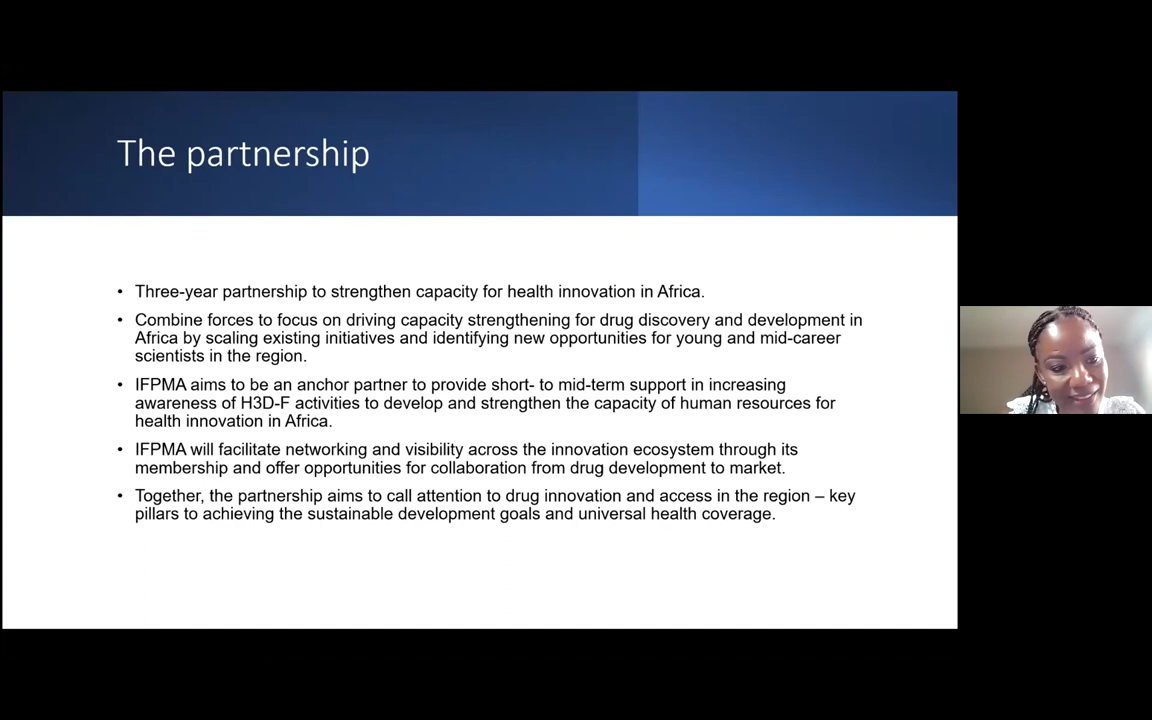 The partnership
• Three-year partnership to strengthen capacity for health innovation in Africa.
• Combine forces to focus on driving capacity strengthening for drug discovery and development in
Africa by scaling existing initiatives and identifying new opportunities for young and mid-career
scientists in the region.
• IFPMA aims to be an anchor partner to provide short- to mid-term support in increasing
awareness of H3D-F activities to develop and strengthen the capacity of human resources for
health innovation in Africa.
• IFPMA will facilitate networking and visibility across the innovation ecosystem through its
membership and offer opportunities for collaboration from drug development to market.
• Together, the partnership aims to call attention to drug innovation and access in the region – key
pillars to achieving the sustainable development goals and universal health coverage.